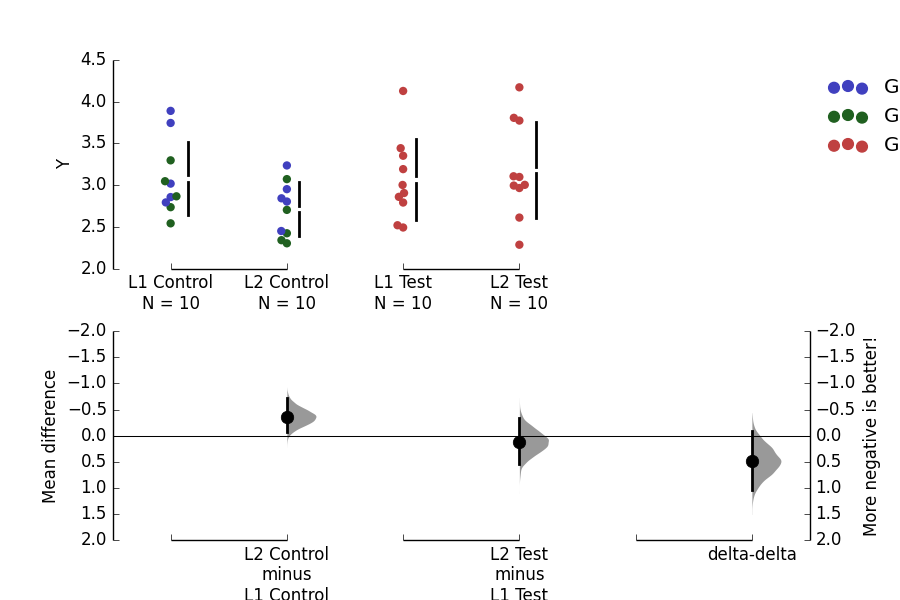 4.5
4.0
3.5
3.0
2.5
2.0
Y
L1 Control
N = 10
L2 Control
N = 10
L1 Test
N = 10
L2 Test
N = 10
G
G
G
−2.0
−1.5
−1.0
−0.5
0.0
0.5
1.0
1.5
2.0
Mean difference
L2 Control
minus
L1 Control
L2 Test
minus
L1 Test
delta-delta
−2.0
−1.5
−1.0
−0.5
0.0
0.5
1.0
1.5
2.0
More negative is better!